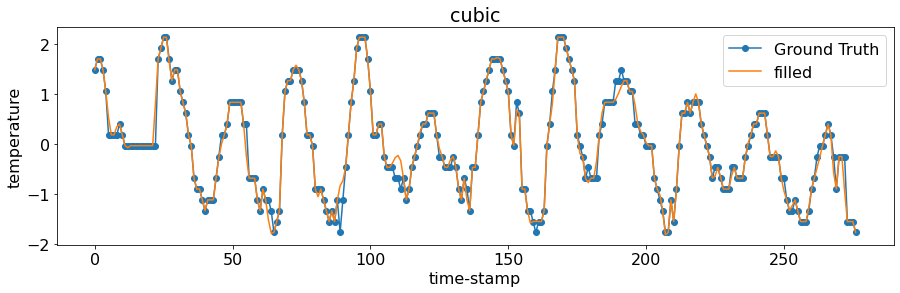 cubic
Ground Truth
filled
temperature
2
1
0
−1
−2
0
50
100
150
200
250
time-stamp